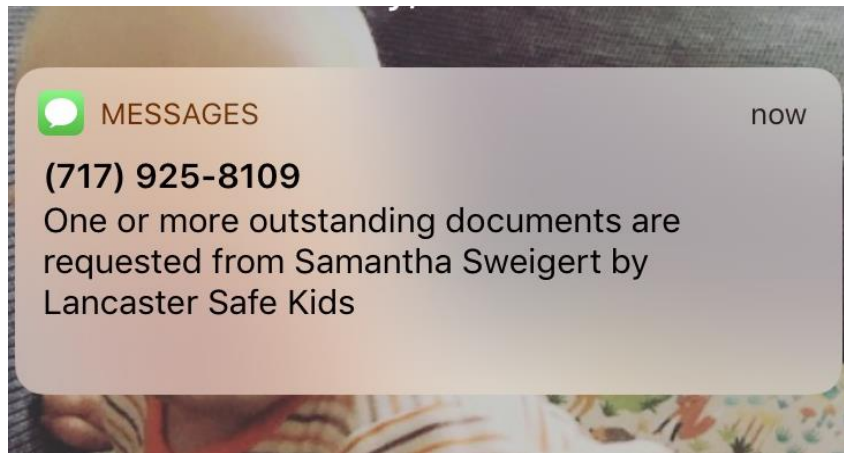 MESSAGES
now
(717) 925-8109
One or more outstanding documents are
requested from Samantha Sweigert by
Lancaster Safe Kids